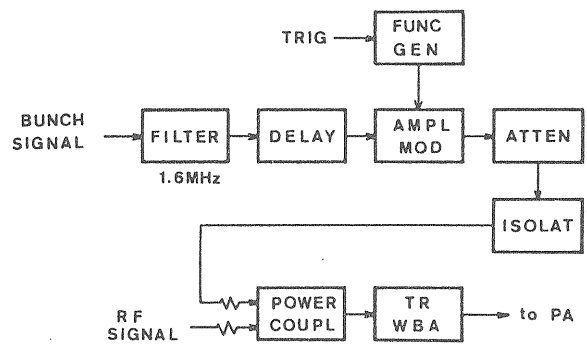 FUNC
GEN
TRIG
BUNCH
SIGNAL
FILTER
1.6MHz
DELAY
AMPL
MOD
ATTEN
ISOLAT
RF
SIGNAL
POWER
COUPL
TR
WBA
to PA